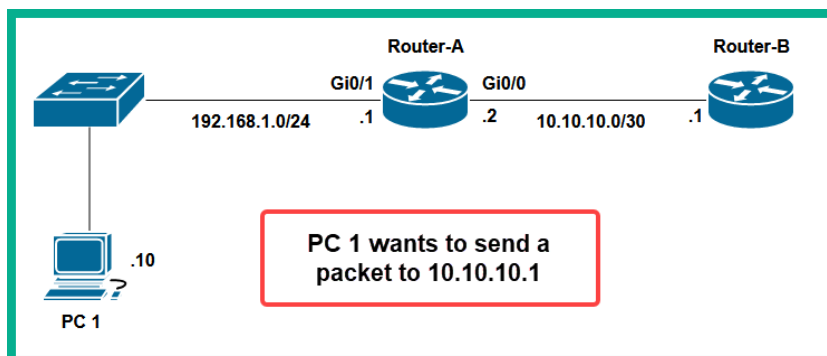 Router-A
Router-B
Gi0/1
Gi0/0
192.168.1.0/24
.1
.2
10.10.10.0/30
.1
PC 1 wants to send a
packet to 10.10.10.1
.10
PC 1